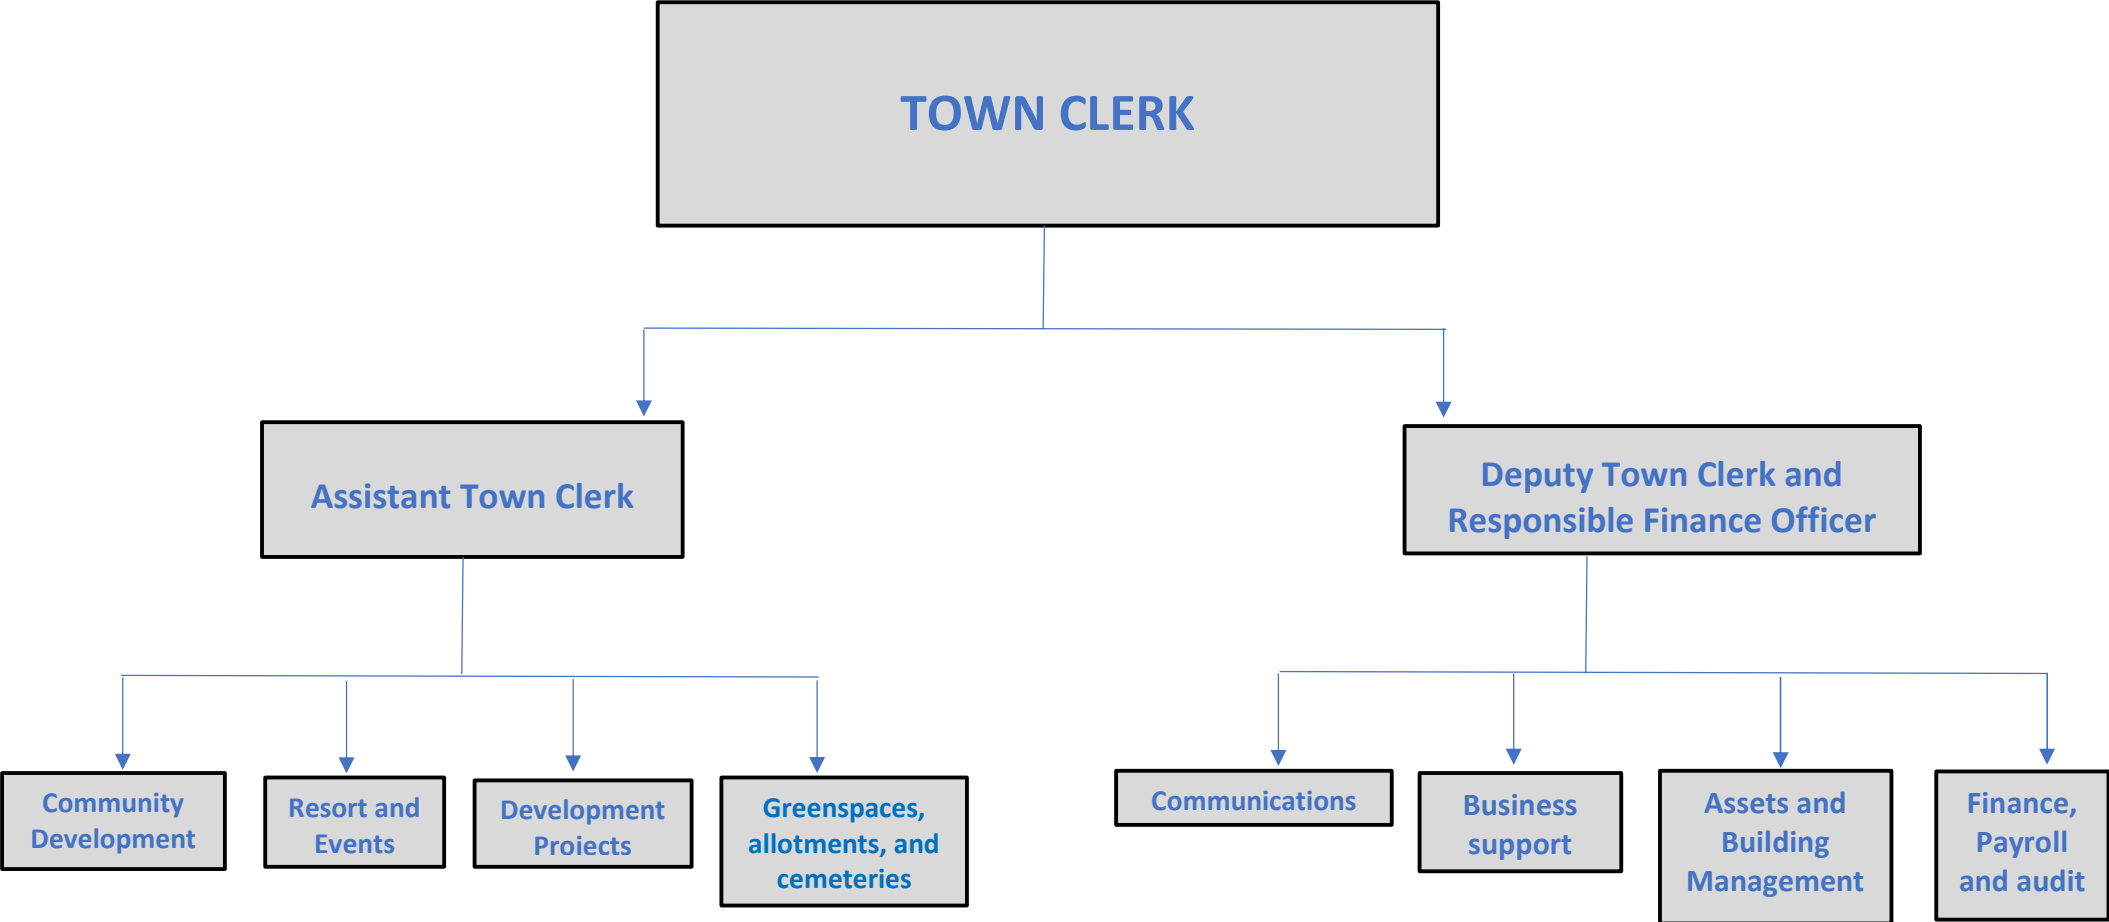 TOWN CLERK
Assistant Town Clerk
Deputy Town Clerk and
Responsible Finance Officer
Community
Development
Resort and
Events
Development
Projects
Greenspaces,
allotments, and
cemeteries
Communications
Business
support
Assets and
Building
Management
Finance,
Payroll
and audit